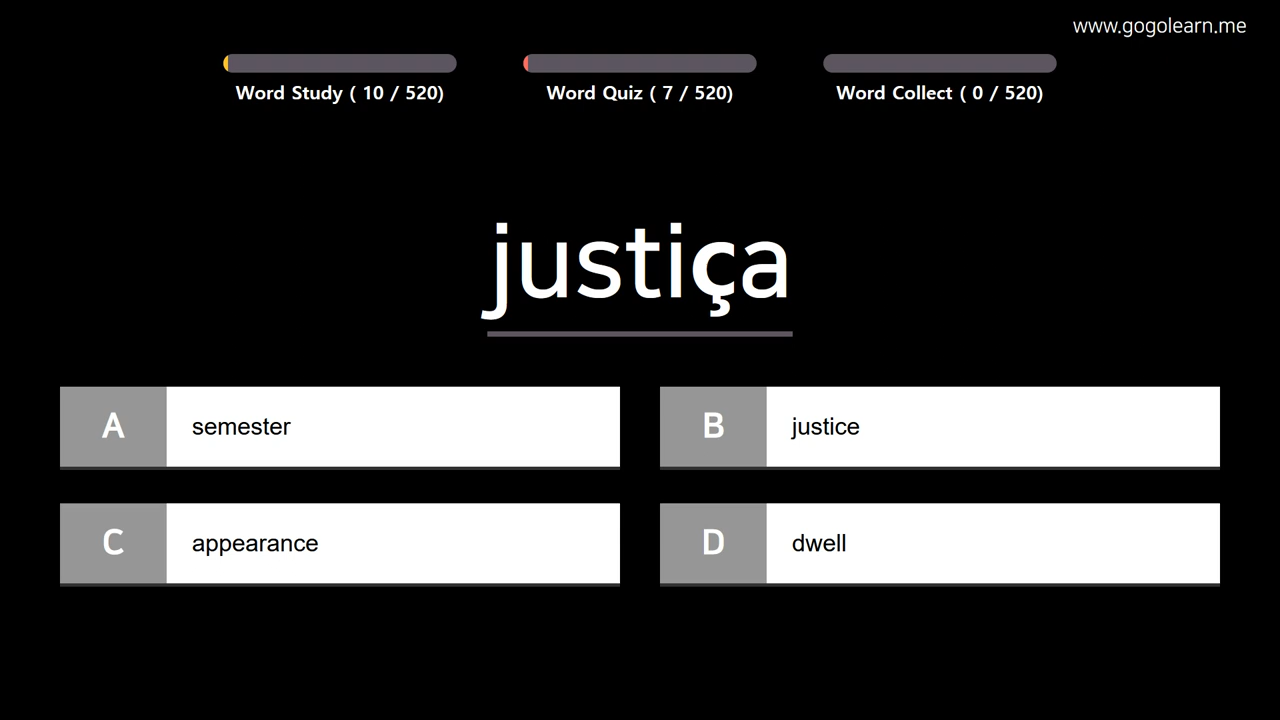 www.gogolearn.me
Word Study ( 10 / 520)
Word Quiz ( 7 / 520)
Word Collect ( 0 / 520)
justiça
A semester
B justice
C appearance
D dwell